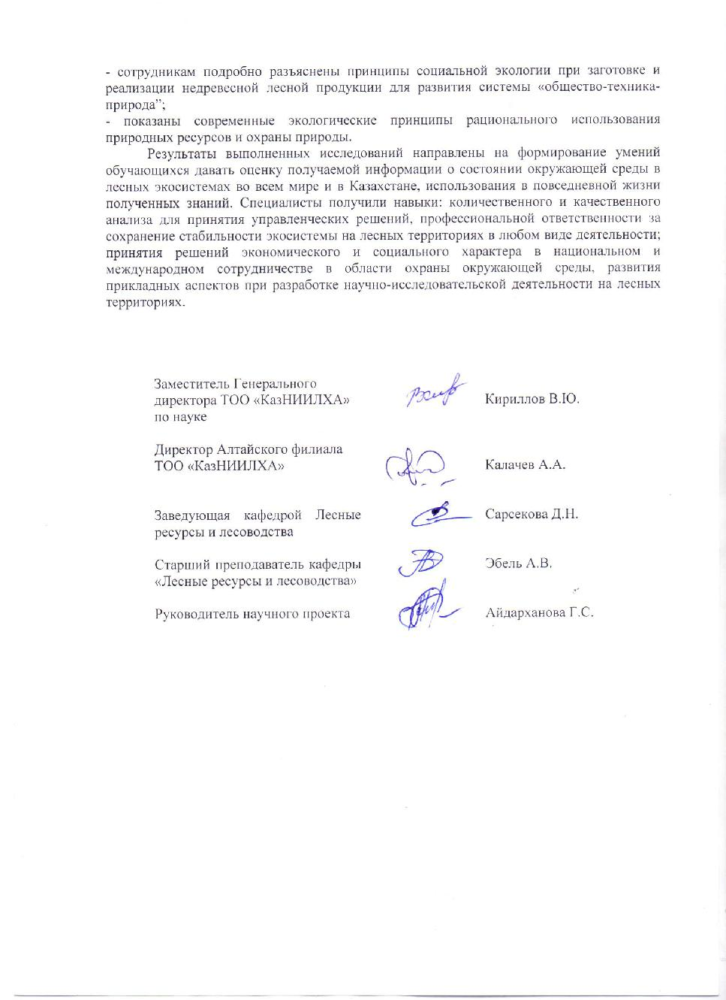 - сотрудникам подробно разъяснены принципы социальной экологии при заготовке и
реализации недревесной лесной продукции для развития системы «общество-техника-
природа”;
- показаны современные экологические принципы рационального использования
природных ресурсов и охраны природы.
Результаты выполненных исследований направлены на формирование умений
обучающихся давать оценку получаемой информации о состоянии окружающей среды в
лесных экосистемах во всем мире и в Казахстане, использования в повседневной жизни
полученных знаний. Специалисты получили навыки: количественного и качественного
анализа для принятия управленческих решений, профессиональной ответственности за
сохранение стабильности экосистемы на лесных территориях в любом виде деятельности;
принятия решений экономического и социального характера в национальном и
международном сотрудничестве в области охраны окружающей среды, развития
прикладных аспектов при разработке научно-исследовательской деятельности на лесных
территориях.
Заместитель Генерального
директора ТОО «КазНИИЛХА»
по науке
Кириллов В.Ю.
Директор Алтайского филиала
ТОО «КазНИИЛХА»
Калачев А.А.
Заведующая кафедрой Лесные
ресурсы и лесоводства
Сарсекова Д.Н.
Старший преподаватель кафедры
«Лесные ресурсы и лесоводства»
Эбель А.В.
Руководитель научного проекта
Айдарханова Г.С.